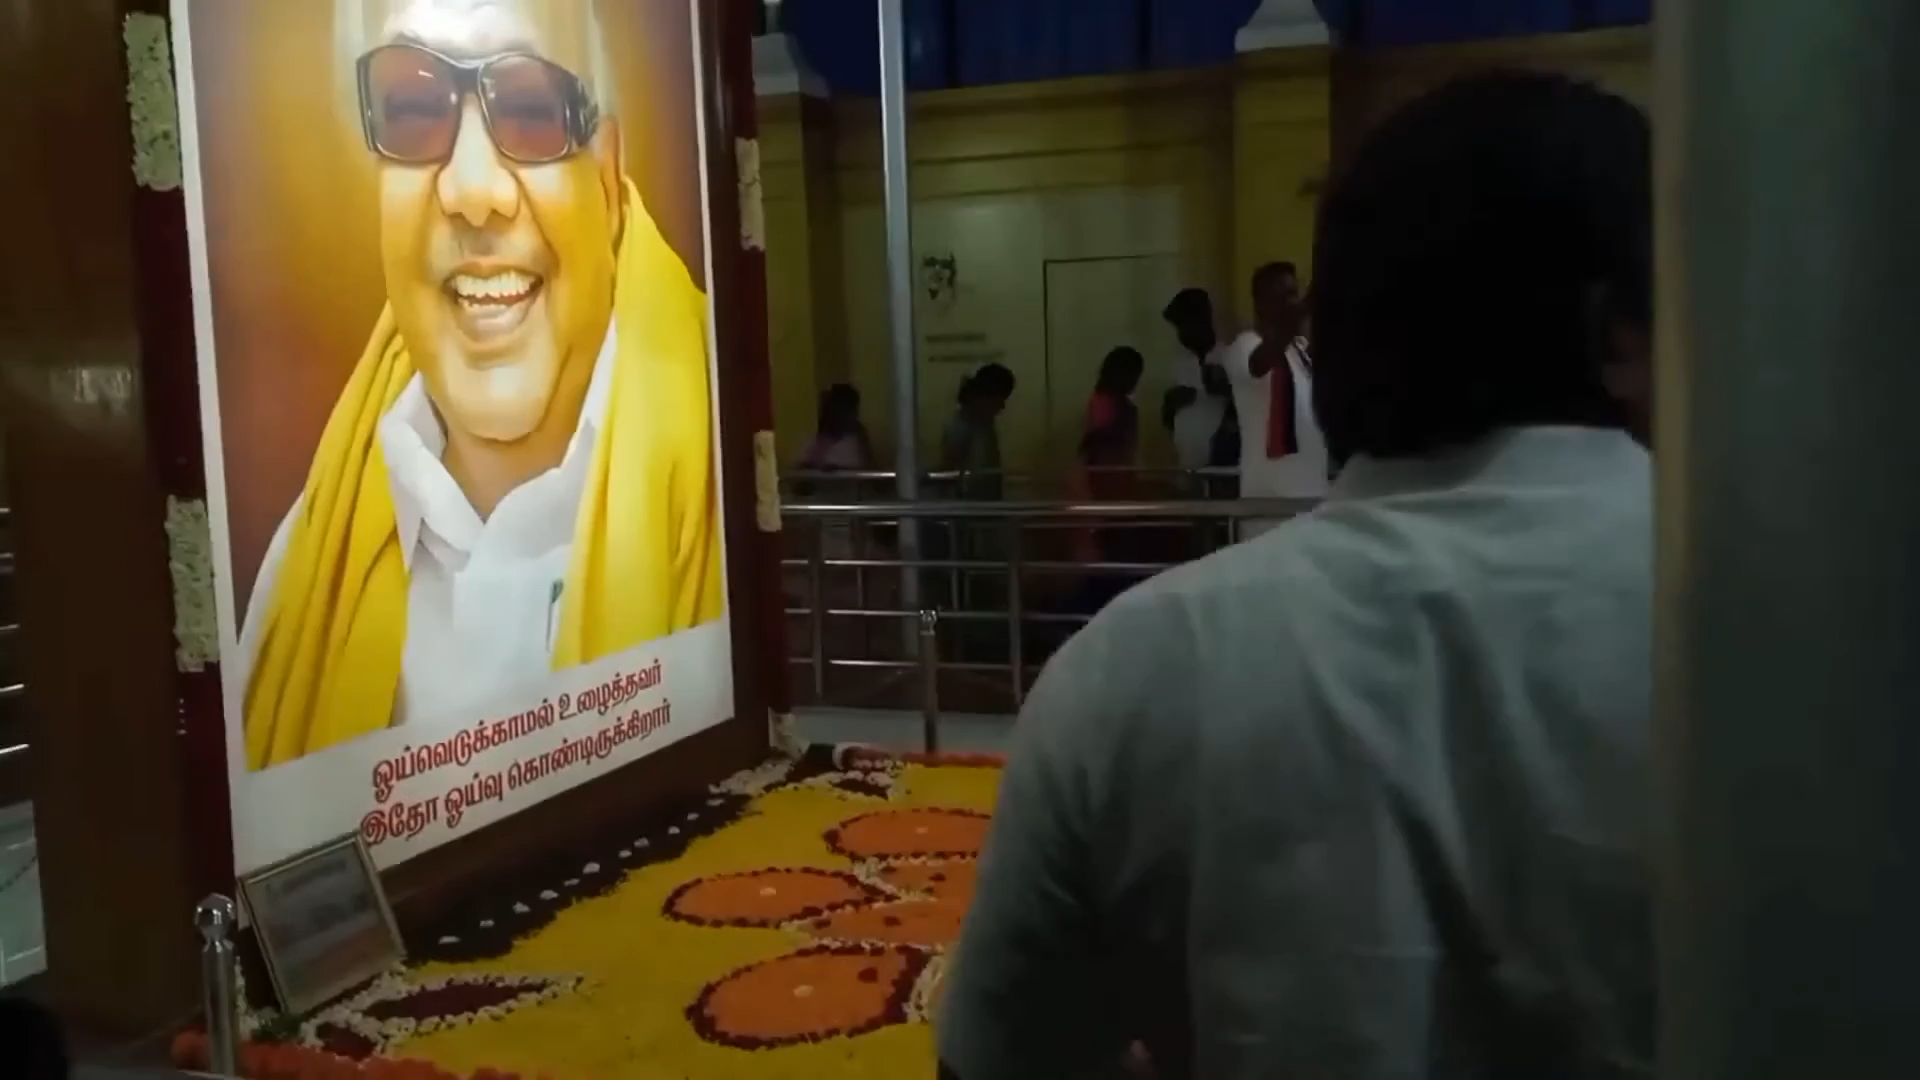 ஓய்வெடுக்காமல் உழைத்தவர்
இதோ ஓய்வு கொண்டிருக்கிறார்